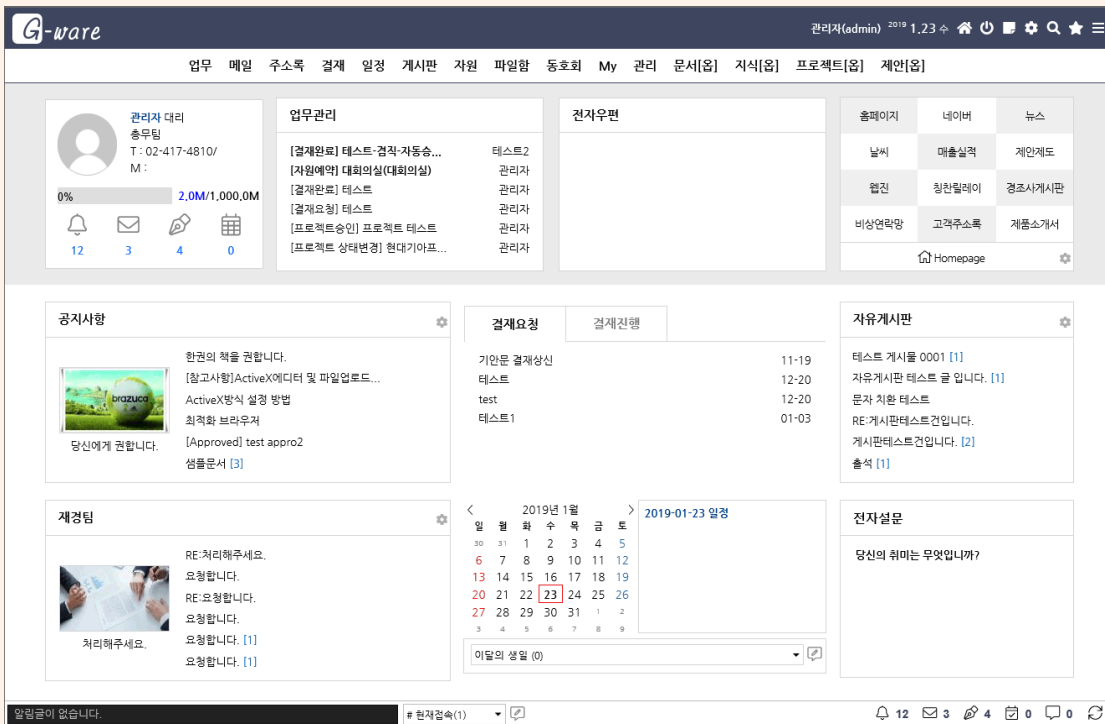 G-ware
관리자(admin) 2019 1.23 수
업무 메일 주소록 결재 일정 게시판 자원 파일함 동호회 My 관리 문서[옵] 지식[옵] 프로젝트[옵] 제안[옵]
관리자 대리
총무팀
T : 02-417-4810/
M :
0% 2.0M/1,000.0M
12 3 4 0
업무관리
[결재완료] 테스트-겸직-자동승... 테스트2
[자원예약] 대회의실(대회의실) 관리자
[결재완료] 테스트 관리자
[결재요청] 테스트 관리자
[프로젝트승인] 프로젝트 테스트 관리자
[프로젝트 상태변경] 현대기아프... 관리자
전자우편
홈페이지 네이버 뉴스
날씨 매출실적 제안제도
웹진 칭찬릴레이 경조사게시판
비상연락망 고객주소록 제품소개서
Homepage
공지사항
brazuca
당신에게 권합니다.
한권의 책을 권합니다.
[참고사항]ActiveX에디터 및 파일업로드...
ActiveX방식 설정 방법
최적화 브라우저
[Approved] test appro2
샘플문서 [3]
결재요청 결재진행
기안문 결재상신 11-19
테스트 12-20
test 12-20
테스트1 01-03
자유게시판
테스트 게시물 0001 [1]
자유게시판 테스트 글 입니다. [1]
문자 치환 테스트
RE:게시판테스트건입니다.
게시판테스트건입니다. [2]
출석 [1]
재경팀
처리해주세요.
RE:처리해주세요.
요청합니다.
RE:요청합니다.
요청합니다.
요청합니다. [1]
요청합니다. [1]
2019년 1월
일 월 화 수 목 금 토
30 31 1 2 3 4 5
6 7 8 9 10 11 12
13 14 15 16 17 18 19
20 21 22 23 24 25 26
27 28 29 30 31 1 2
3 4 5 6 7 8 9
2019-01-23 일정
이달의 생일 (0)
전자설문
당신의 취미는 무엇입니까?
알림글이 없습니다.
# 현재접속(1)
12 3 4 0 0